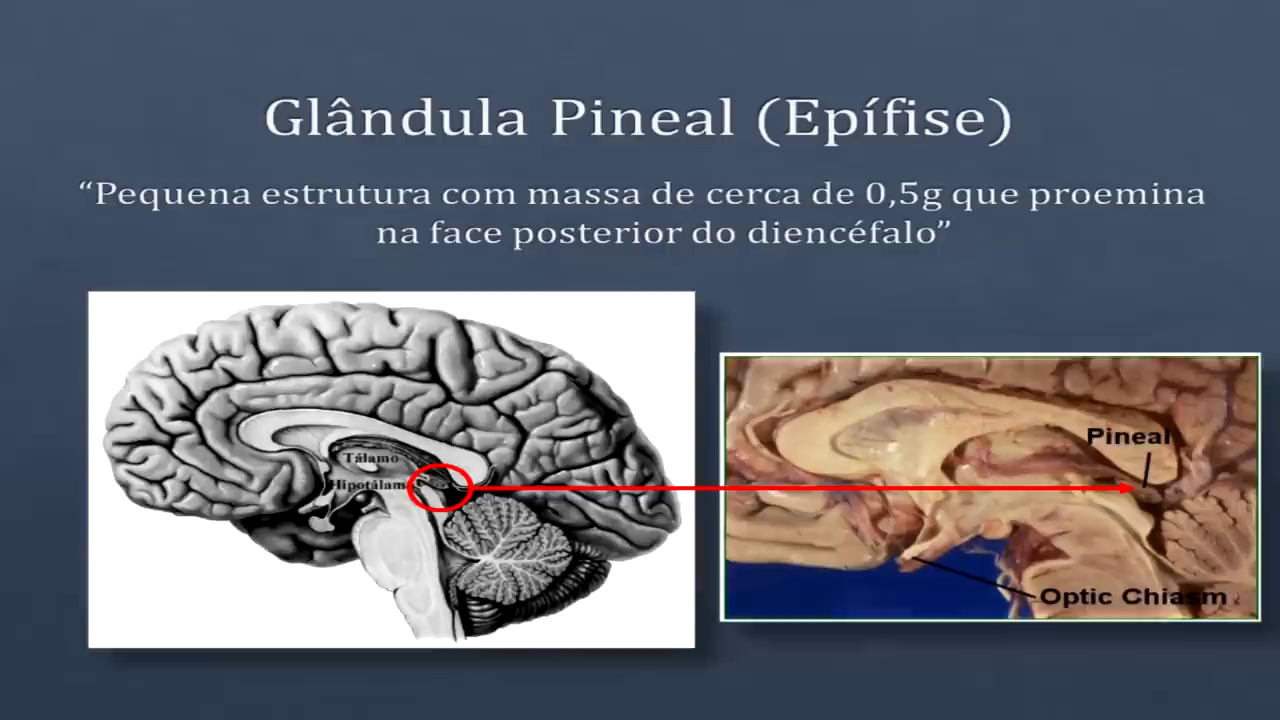 Glândula Pineal (Epífise)
“Pequena estrutura com massa de cerca de 0,5g que proemina
na face posterior do diencéfalo”
Tálamo
Hipotálamo
Pineal
Optic Chiasm